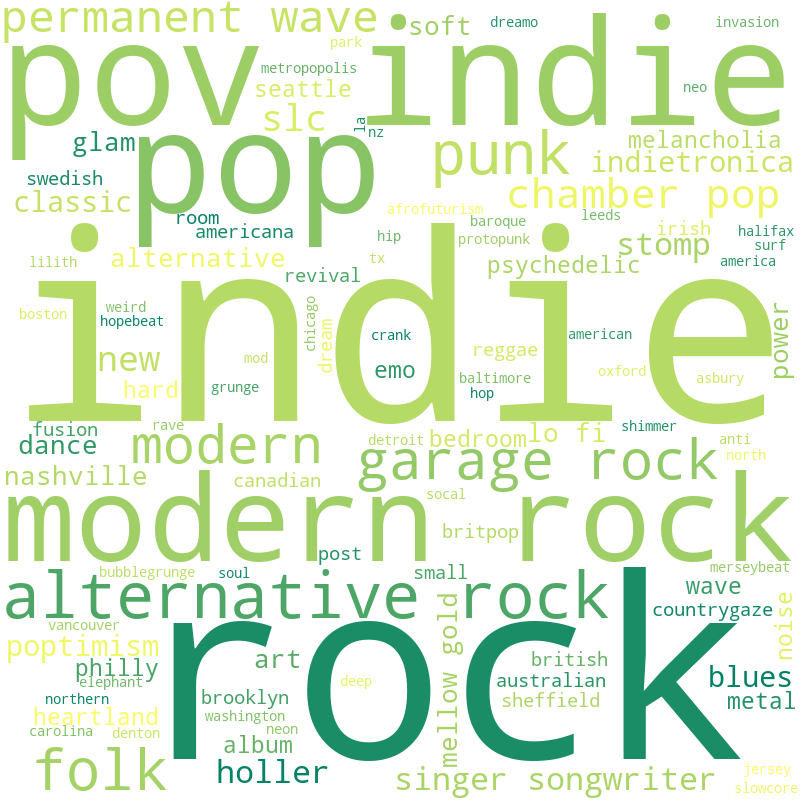 permanent wave
soft
dreamo
invasion
park
pov indie
metropopolis
seattle
neo
slc
la
nz
glam
pop
punk
melancholia
indietronica
swedish
classic
chamber pop
room
americana
afrofuturism
baroque
leeds
irish
halifax
hip
protopunk
stomp
surf
indie
lilith
alternative
tx
psychedelic
america
revival
weird
boston
hopebeat
chicago
dream
crank
american
power
new
mod
reggae
emo
oxford
hard
grunge
baltimore
hop
asbury
fusion
rave
shimmer
dance
modern
detroit
bedroom
lo fi
anti
north
garage rock
nashville
canadian
socal
modern rock
britpop
post
bubblegrunge
soul
small
merseybeat
alternative rock
wave
countrygaze
vancouver
mellow gold
noise
poptimism
philly
art
british
elephant
deep
australian
blues
northern
brooklyn
sheffield
metal
heartland
washington
carolina
denton
neon
album
rock
folk
holler
singer songwriter
jersey
slowcore